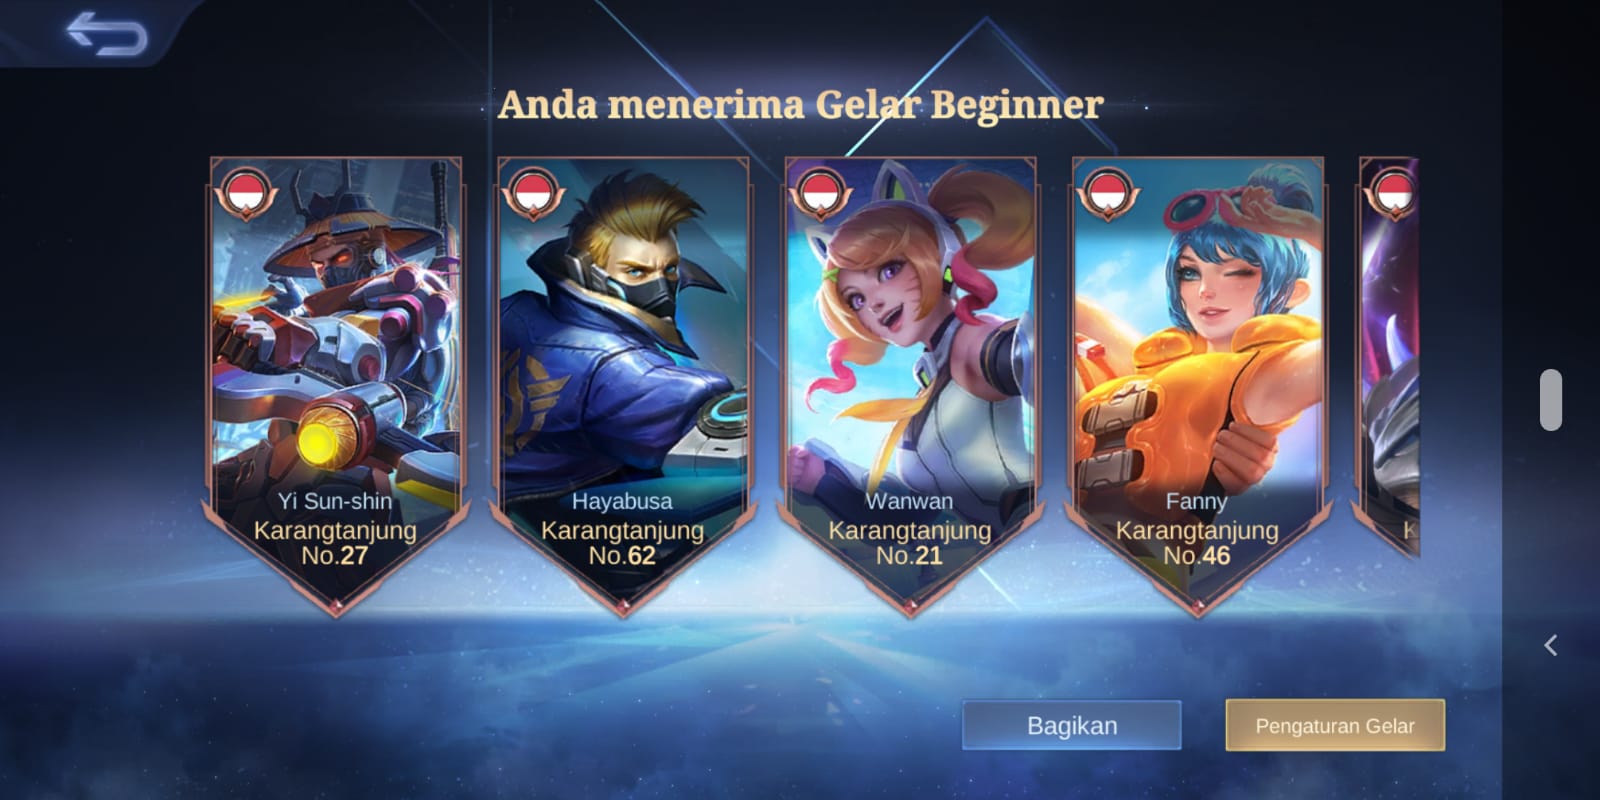 Anda menerima Gelar Beginner
Yi Sun-shin
Karangtanjung
No.27
Hayabusa
Karangtanjung
No.62
Wanwan
Karangtanjung
No.21
Fanny
Karangtanjung
No.46
K
Bagikan
Pengaturan Gelar